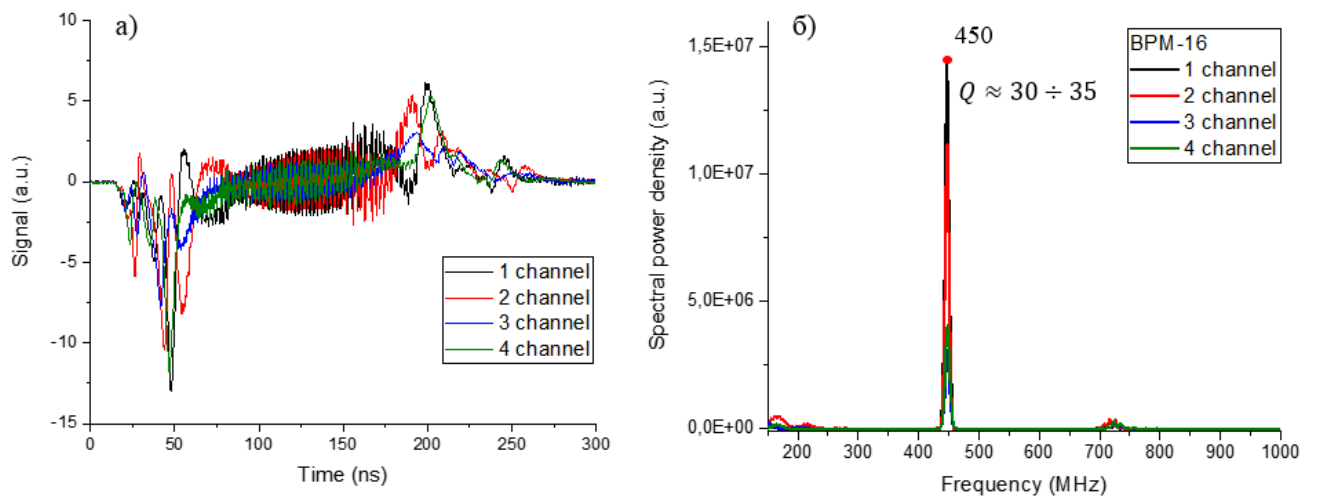 а)
10
5
0
-5
-10
-15
Signal (a.u.)
0
50
100
150
200
250
300
Time (ns)
1 channel
2 channel
3 channel
4 channel
б)
1,5E+07
1,0E+07
5,0E+06
0,0E+00
Spectral power density (a.u.)
200
300
400
500
600
700
800
900
1000
Frequency (MHz)
450
Q ≈ 30 ÷ 35
BPM-16
1 channel
2 channel
3 channel
4 channel